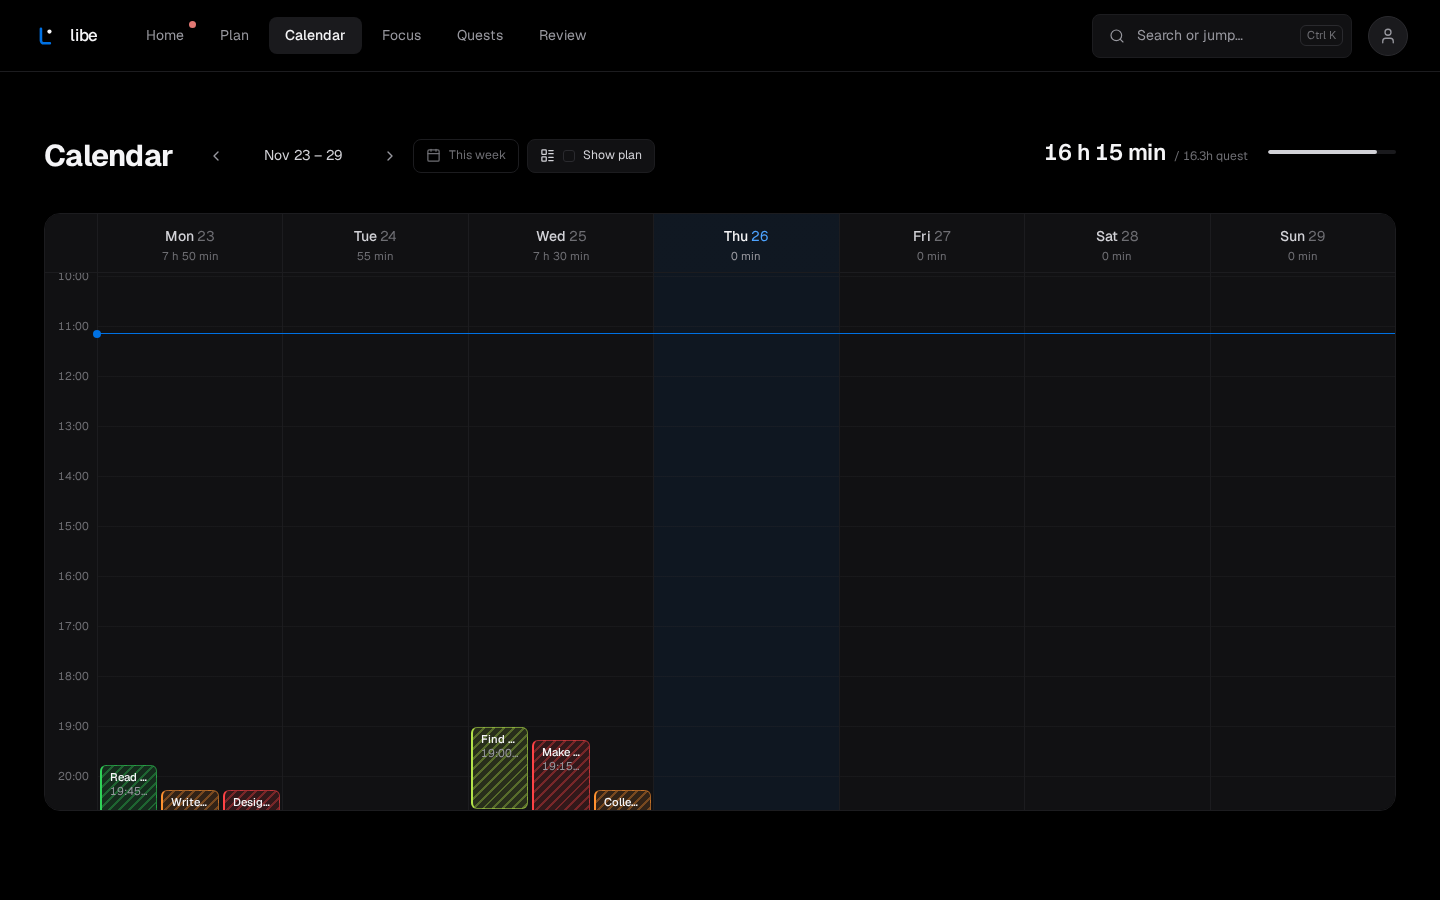 libe
Home
Plan
Calendar
Focus
Quests
Review
Search or jump...
Ctrl K
Calendar
Nov 23 – 29
This week
Show plan
16 h 15 min
/ 16.3h quest
Mon 23
7 h 50 min
Tue 24
55 min
Wed 25
7 h 30 min
Thu 26
0 min
Fri 27
0 min
Sat 28
0 min
Sun 29
0 min
10:00
11:00
12:00
13:00
14:00
15:00
16:00
17:00
18:00
19:00
20:00
Read ...
19:45...
Write...
Desig...
Find ...
19:00...
Make ...
19:15...
Colle...